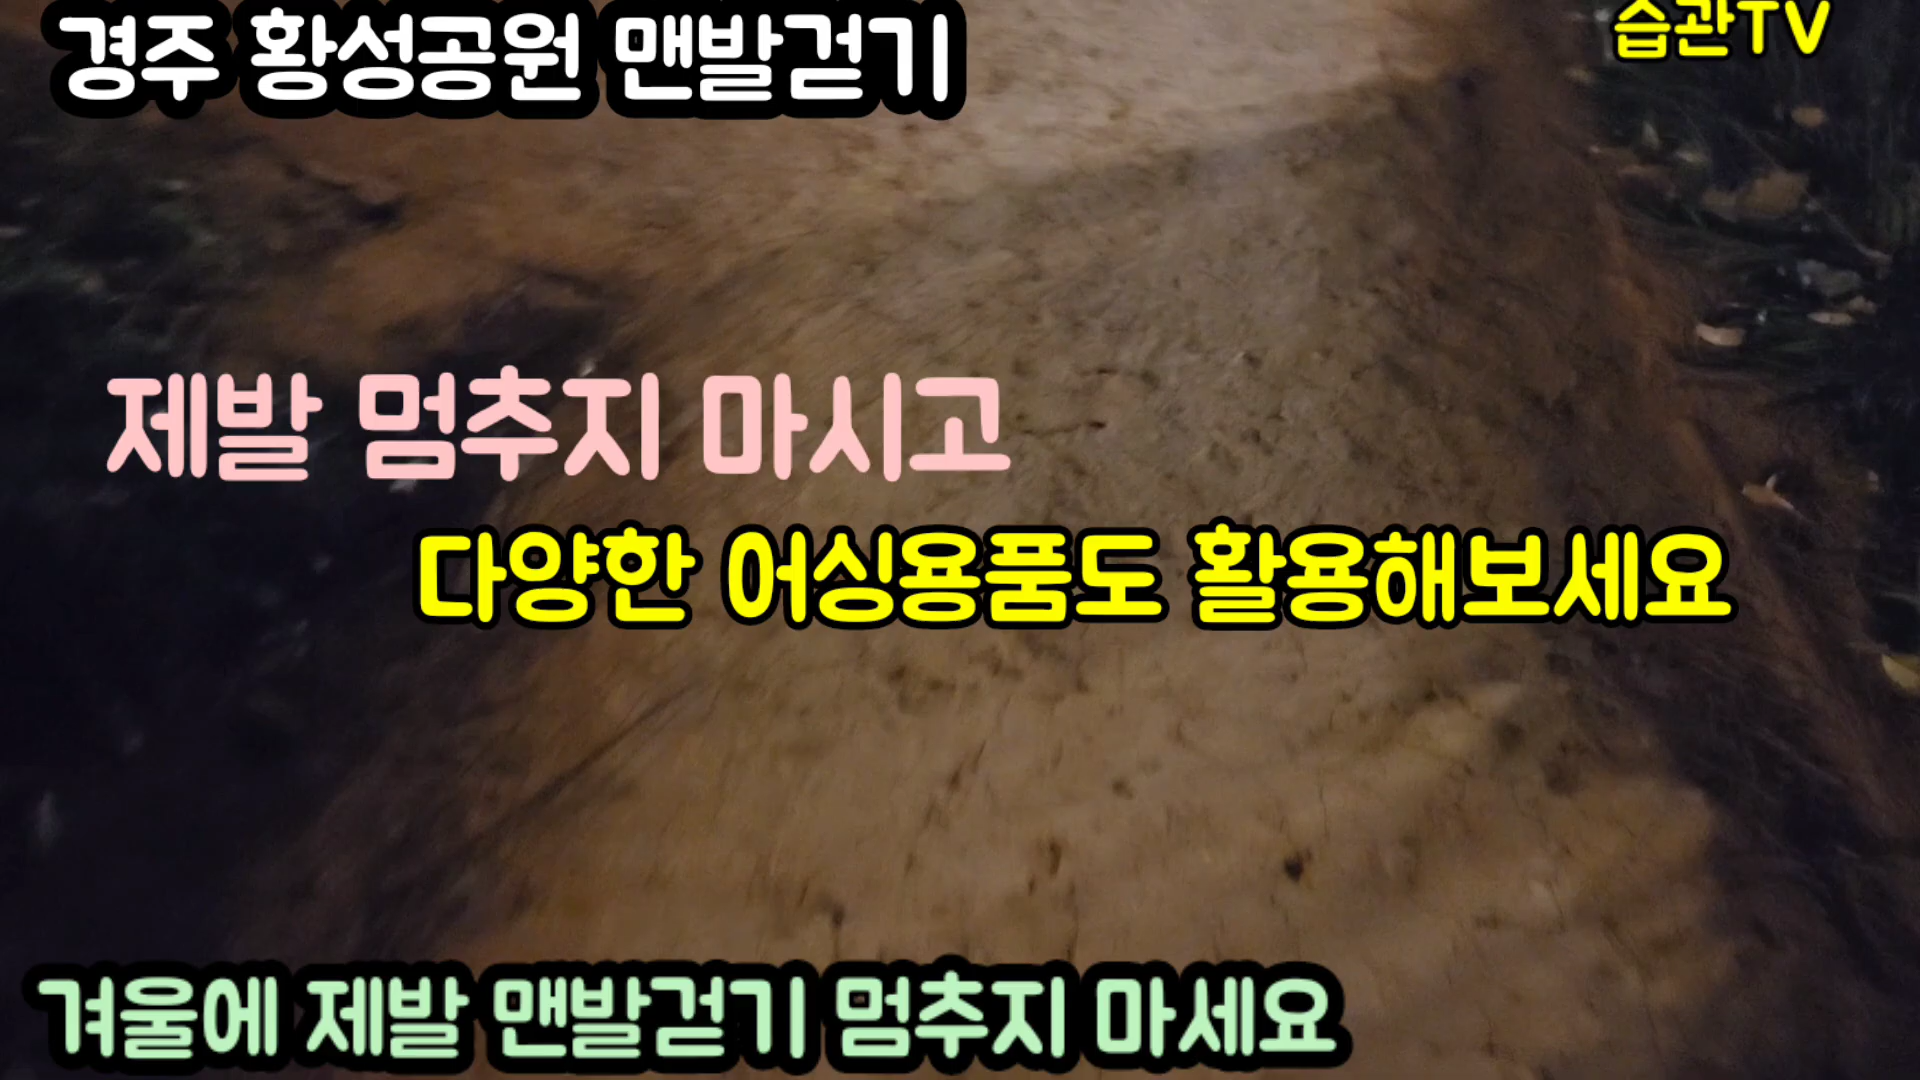 경주 황성공원 맨발걷기
습관TV
제발 멈추지 마시고
다양한 어싱용품도 활용해보세요
겨울에 제발 맨발걷기 멈추지 마세요